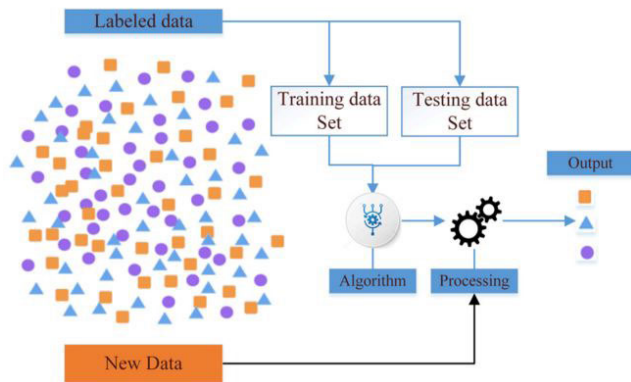 Labeled data
Training data
Set
Testing data
Set
Output
Algorithm
Processing
New Data